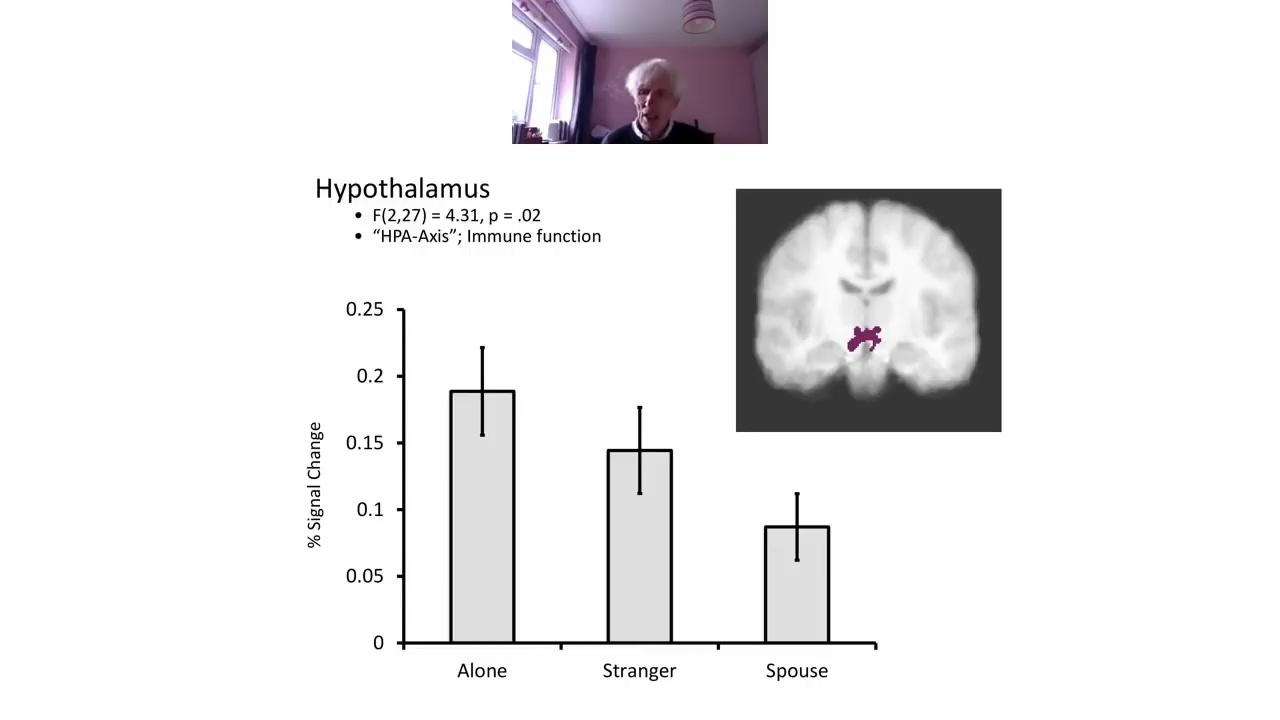 Hypothalamus
• F(2,27) = 4.31, p = .02
• “HPA-Axis”; Immune function
% Signal Change
0.25
0.2
0.15
0.1
0.05
0
Alone Stranger Spouse